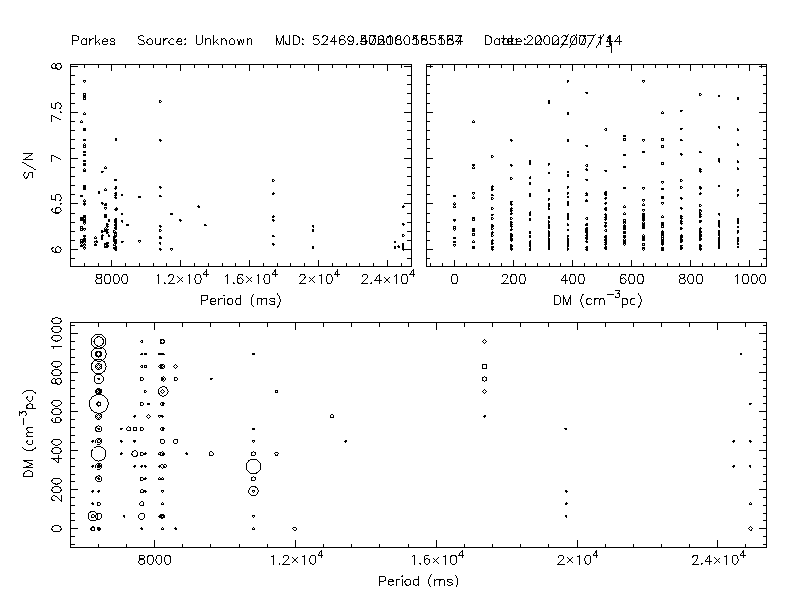 Parkes Source: Unknown MJD:
8
7.5
7
6.5
6
S/N
8000 1.2×10⁴ 1.6×10⁴ 2×10⁴ 2.4×10⁴
Period (ms)
0 200 400 600 800 1000
DM (cm⁻³pc)
1000
800
600
400
200
0
DM (cm⁻³pc)
8000 1.2×10⁴ 1.6×10⁴ 2×10⁴ 2.4×10⁴
Period (ms)